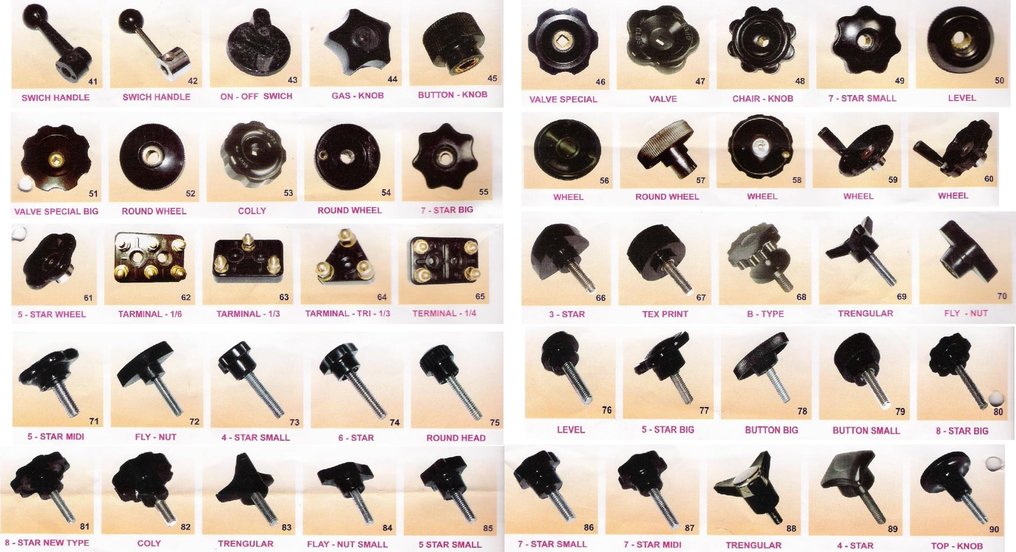 41 42 43 44 45
SWICH HANDLE SWICH HANDLE ON - OFF SWICH GAS - KNOB BUTTON - KNOB
46 47 48 49 50
VALVE SPECIAL VALVE CHAIR - KNOB 7 - STAR SMALL LEVEL
51 52 53 54 55
VALVE SPECIAL BIG ROUND WHEEL COLLY ROUND WHEEL 7 - STAR BIG
56 57 58 59 60
WHEEL ROUND WHEEL WHEEL WHEEL WHEEL
61 62 63 64 65
5 - STAR WHEEL TARMINAL - 1/6 TARMINAL - 1/3 TARMINAL - TRI - 1/3 TERMINAL - 1/4
66 67 68 69 70
3 - STAR TEX PRINT B - TYPE TRENGULAR FLY - NUT
71 72 73 74 75
5 - STAR MIDI FLY - NUT 4 - STAR SMALL 6 - STAR ROUND HEAD
76 77 78 79 80
LEVEL 5 - STAR BIG BUTTON BIG BUTTON SMALL 8 - STAR BIG
81 82 83 84 85
8 - STAR NEW TYPE COLY TRENGULAR FLAY - NUT SMALL 5 STAR SMALL
86 87 88 89 90
7 - STAR SMALL 7 - STAR MIDI TRENGULAR 4 - STAR TOP - KNOB